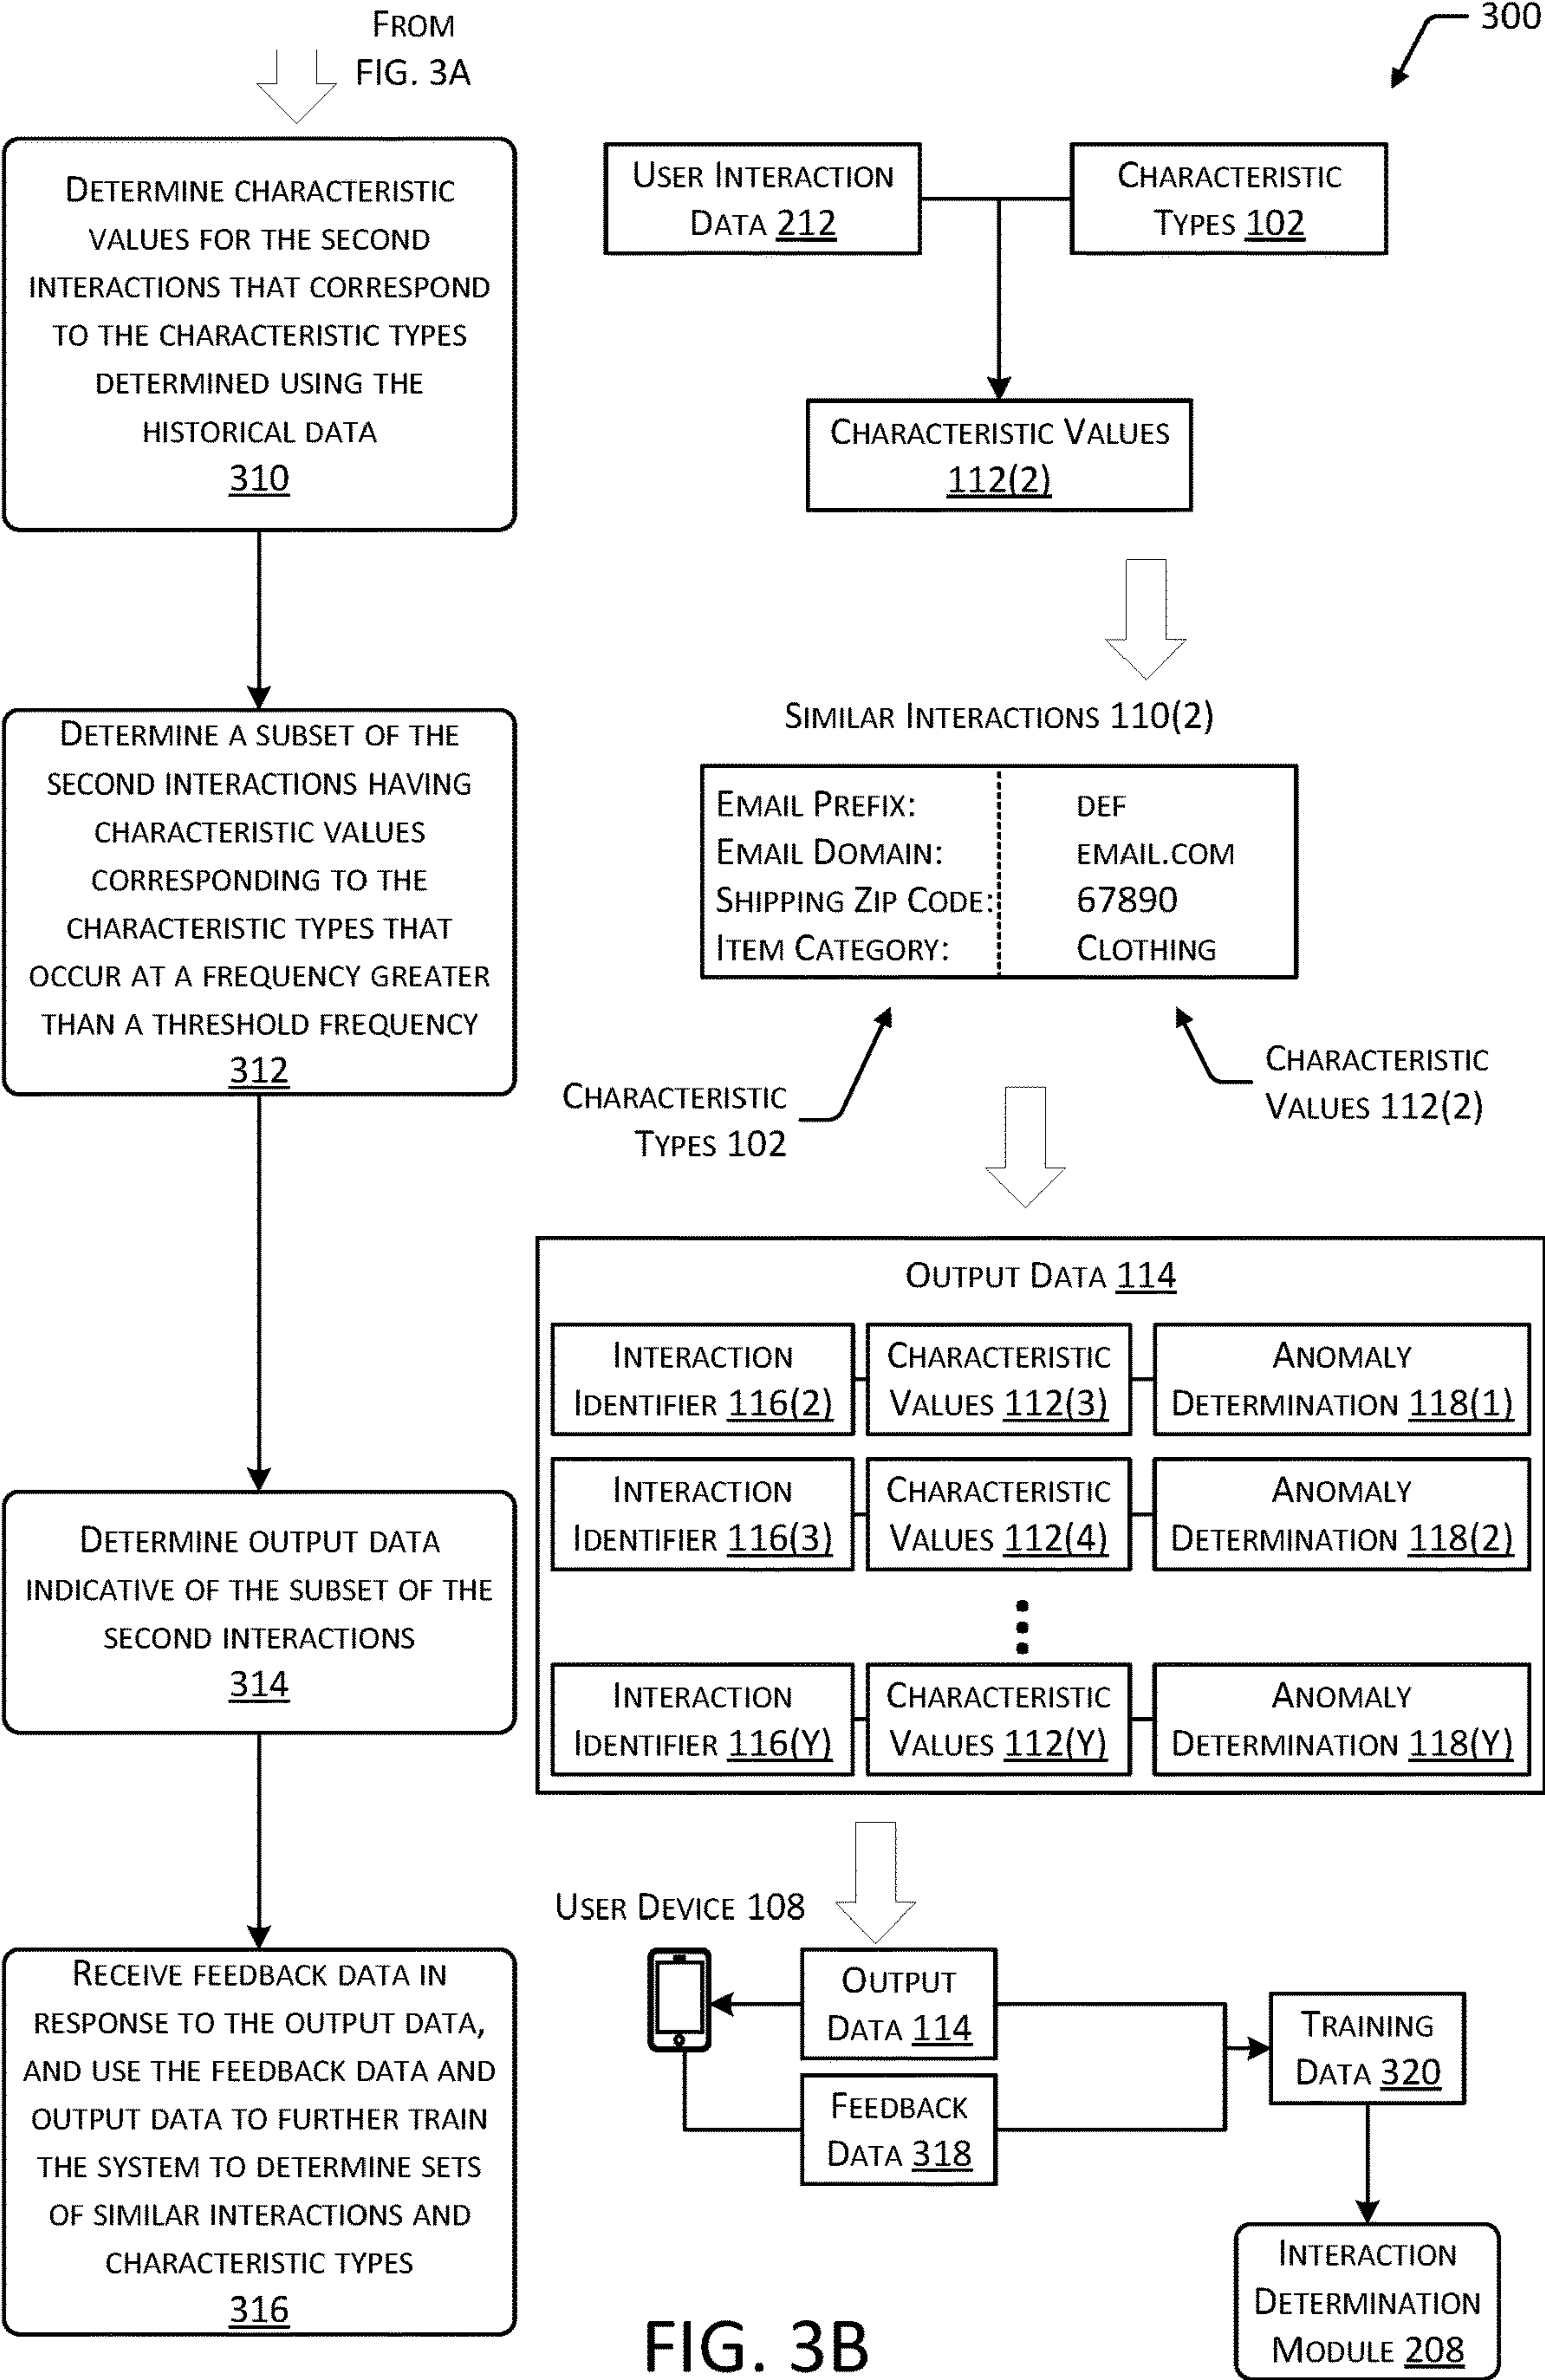 FROM
FIG. 3A
300
DETERMINE CHARACTERISTIC
VALUES FOR THE SECOND
INTERACTIONS THAT CORRESPOND
TO THE CHARACTERISTIC TYPES
DETERMINED USING THE
HISTORICAL DATA
310
DETERMINE A SUBSET OF THE
SECOND INTERACTIONS HAVING
CHARACTERISTIC VALUES
CORRESPONDING TO THE
CHARACTERISTIC TYPES THAT
OCCUR AT A FREQUENCY GREATER
THAN A THRESHOLD FREQUENCY
312
DETERMINE OUTPUT DATA
INDICATIVE OF THE SUBSET OF THE
SECOND INTERACTIONS
314
RECEIVE FEEDBACK DATA IN
RESPONSE TO THE OUTPUT DATA,
AND USE THE FEEDBACK DATA AND
OUTPUT DATA TO FURTHER TRAIN
THE SYSTEM TO DETERMINE SETS
OF SIMILAR INTERACTIONS AND
CHARACTERISTIC TYPES
316
USER INTERACTION
DATA 212
CHARACTERISTIC
TYPES 102
CHARACTERISTIC VALUES
112(2)
SIMILAR INTERACTIONS 110(2)
EMAIL PREFIX: DEF
EMAIL DOMAIN: EMAIL.COM
SHIPPING ZIP CODE: 67890
ITEM CATEGORY: CLOTHING
CHARACTERISTIC
TYPES 102
CHARACTERISTIC
VALUES 112(2)
OUTPUT DATA 114
INTERACTION
IDENTIFIER 116(2)
CHARACTERISTIC
VALUES 112(3)
ANOMALY
DETERMINATION 118(1)
INTERACTION
IDENTIFIER 116(3)
CHARACTERISTIC
VALUES 112(4)
ANOMALY
DETERMINATION 118(2)
INTERACTION
IDENTIFIER 116(Y)
CHARACTERISTIC
VALUES 112(Y)
ANOMALY
DETERMINATION 118(Y)
USER DEVICE 108
OUTPUT
DATA 114
FEEDBACK
DATA 318
TRAINING
DATA 320
INTERACTION
DETERMINATION
MODULE 208
FIG. 3B